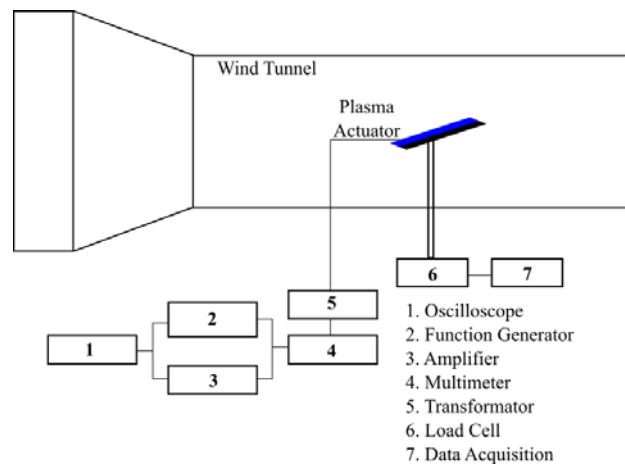 Wind Tunnel
Plasma
Actuator
6
7
5
2
1
4
3
1. Oscilloscope
2. Function Generator
3. Amplifier
4. Multimeter
5. Transformator
6. Load Cell
7. Data Acquisition